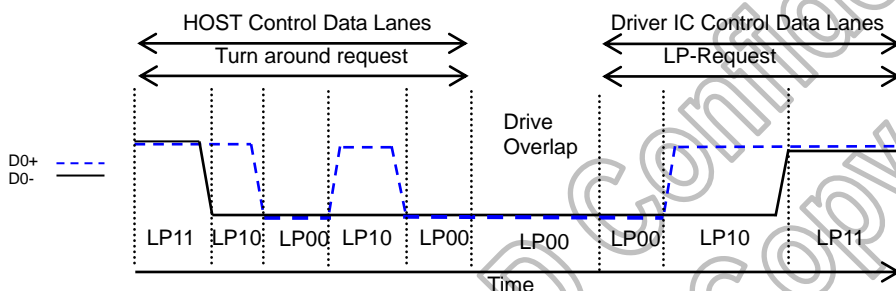 HOST Control Data Lanes
Driver IC Control Data Lanes
Turn around request
LP-Request
Drive
Overlap
D0+
D0-
LP11 LP10 LP00 LP10 LP00 LP00 LP00 LP10 LP11
Time